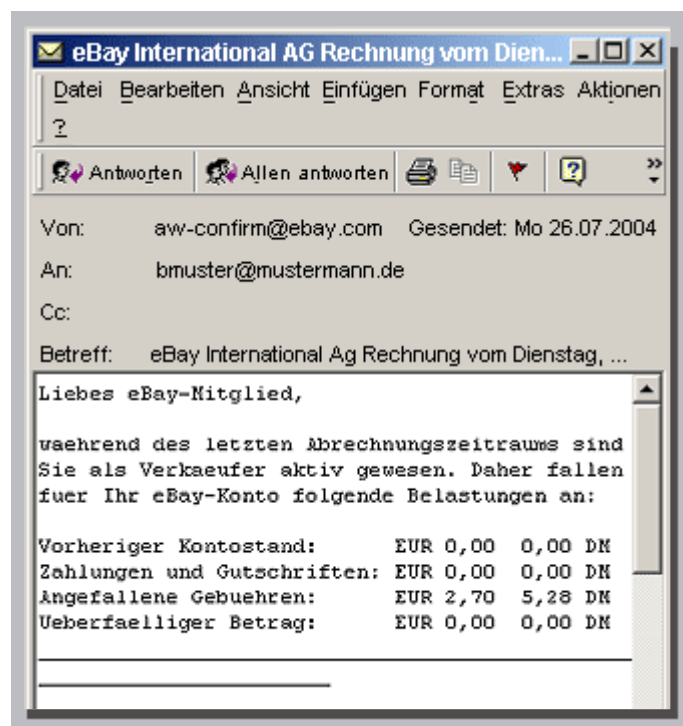 eBay International AG Rechnung vom Dien...
Datei Bearbeiten Ansicht Einfügen Format Extras Aktionen
?
Antworten Allen antworten
Von: aw-confirm@ebay.com Gesendet: Mo 26.07.2004
An: bmuster@mustermann.de
Cc:
Betreff: eBay International Ag Rechnung vom Dienstag, ...
Liebes eBay-Mitglied,
waehrend des letzten Abrechnungszeitraums sind
Sie als Verkaeufer aktiv gewesen. Daher fallen
fuer Ihr eBay-Konto folgende Belastungen an:
Vorheriger Kontostand: EUR 0,00 0,00 DM
Zahlungen und Gutschriften: EUR 0,00 0,00 DM
Angefallene Gebuehren: EUR 2,70 5,28 DM
Ueberfaelliger Betrag: EUR 0,00 0,00 DM